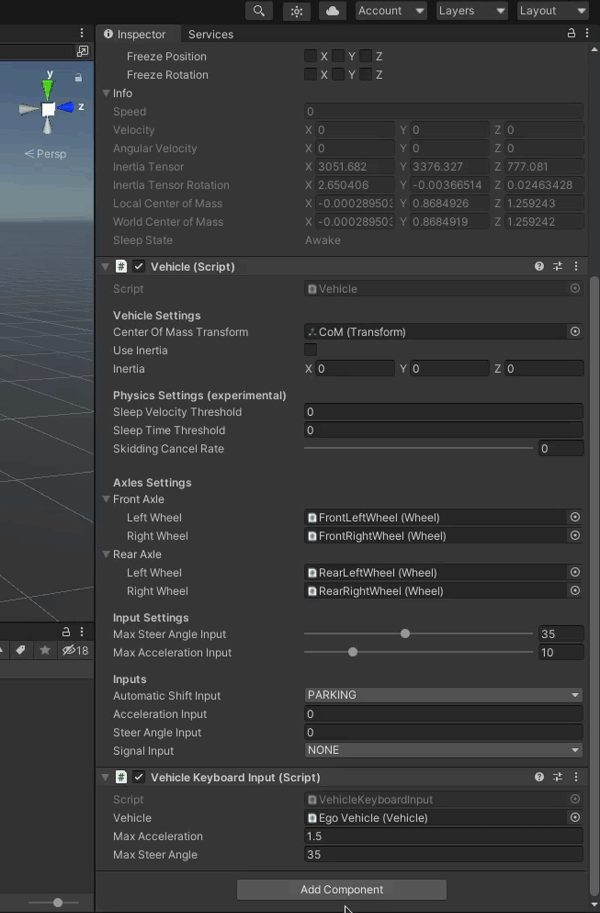 Account Layers Layout
Inspector Services
Freeze Position X Y Z
Freeze Rotation X Y Z
Info
Speed 0
Velocity X 0 Y 0 Z 0
Angular Velocity X 0 Y 0 Z 0
Inertia Tensor X 3051.682 Y 3376.327 Z 777.081
Inertia Tensor Rotation X 2.650406 Y -0.00366514 Z 0.02463428
Local Center of Mass X -0.000289503 Y 0.8684926 Z 1.259243
World Center of Mass X -0.000289503 Y 0.8684919 Z 1.259242
Sleep State Awake
y
z
< Persp
# Vehicle (Script)
Script Vehicle
Vehicle Settings
Center Of Mass Transform CoM (Transform)
Use Inertia
Inertia X 0 Y 0 Z 0
Physics Settings (experimental)
Sleep Velocity Threshold 0
Sleep Time Threshold 0
Skidding Cancel Rate 0
Axles Settings
Front Axle
Left Wheel FrontLeftWheel (Wheel)
Right Wheel FrontRightWheel (Wheel)
Rear Axle
Left Wheel RearLeftWheel (Wheel)
Right Wheel RearRightWheel (Wheel)
Input Settings
Max Steer Angle Input 35
Max Acceleration Input 10
18
Inputs
Automatic Shift Input PARKING
Acceleration Input 0
Steer Angle Input 0
Signal Input NONE
# Vehicle Keyboard Input (Script)
Script VehicleKeyboardInput
Vehicle Ego Vehicle (Vehicle)
Max Acceleration 1.5
Max Steer Angle 35
Add Component